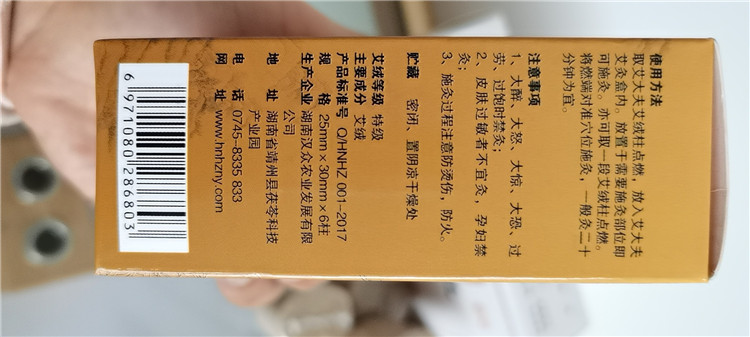 使用方法
取艾大夫艾绒柱点燃，放入艾大夫
艾灸盒内。放置于需要施灸部位即
可施灸。亦可取一段艾绒柱点燃。
将燃端对准穴位施灸，一般灸二十
分钟为宜。
注意事项
1、大醉、大怒、大惊、大恐、过
劳、过饱时禁灸；
2、皮肤过敏者不宜灸，孕妇禁
灸；
3、施灸过程注意防烫伤，防火。
贮藏 密闭、置阴凉干燥处
艾绒等级 特级
主要成分 艾绒
产品标准号 Q/HNHZ 001-2017
规 格 25mm×30mm×6柱
生产企业 湖南汉众农业发展有限
公司
地 址 湖南省靖州县茯苓科技
产业园
电 话 0745-8335 833
网 址 www.hnhzny.com
6 971080 286803